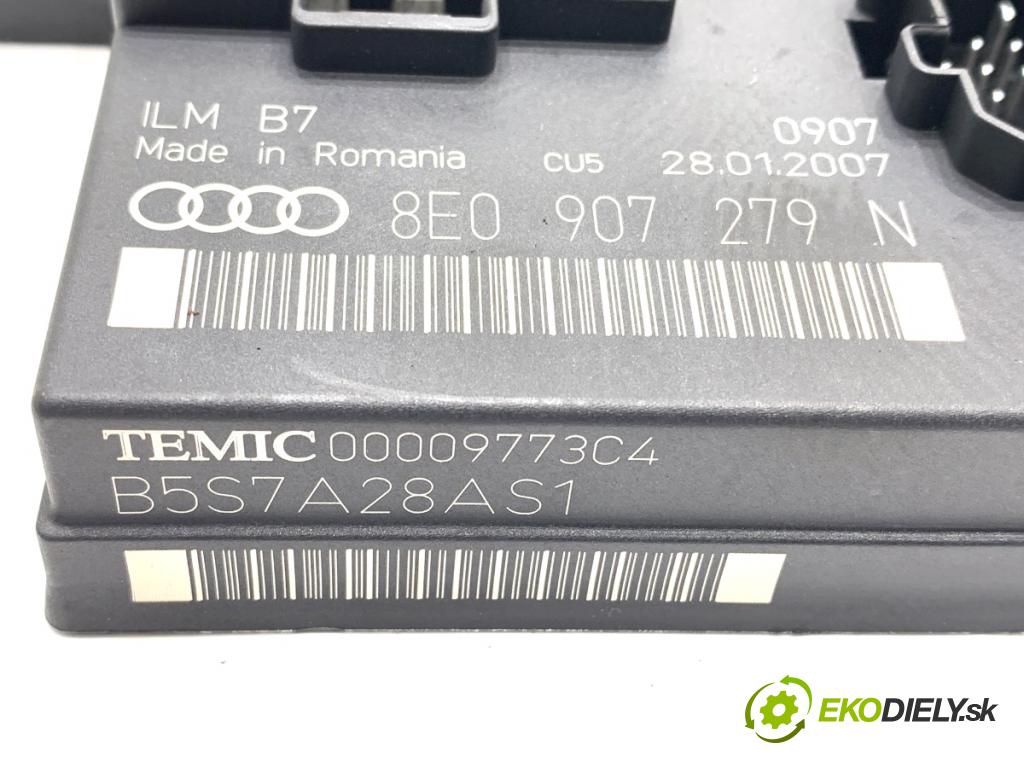 ILM B7 0907
Made in Romania CU5 28.01.2007
8E0 907 279 N
TEMIC 00009773C4
B5S7A28AS1
EKODIELY.sk